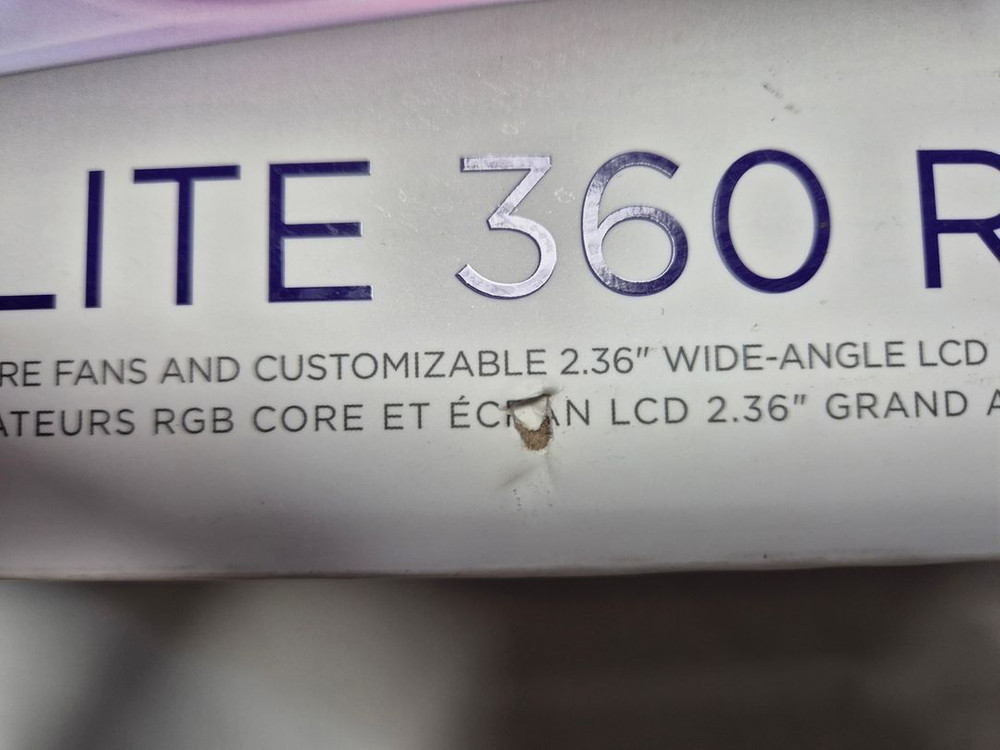 LITE 360 R
RE FANS AND CUSTOMIZABLE 2.36" WIDE-ANGLE LCD
ATEURS RGB CORE ET ÉCRAN LCD 2.36" GRAND A